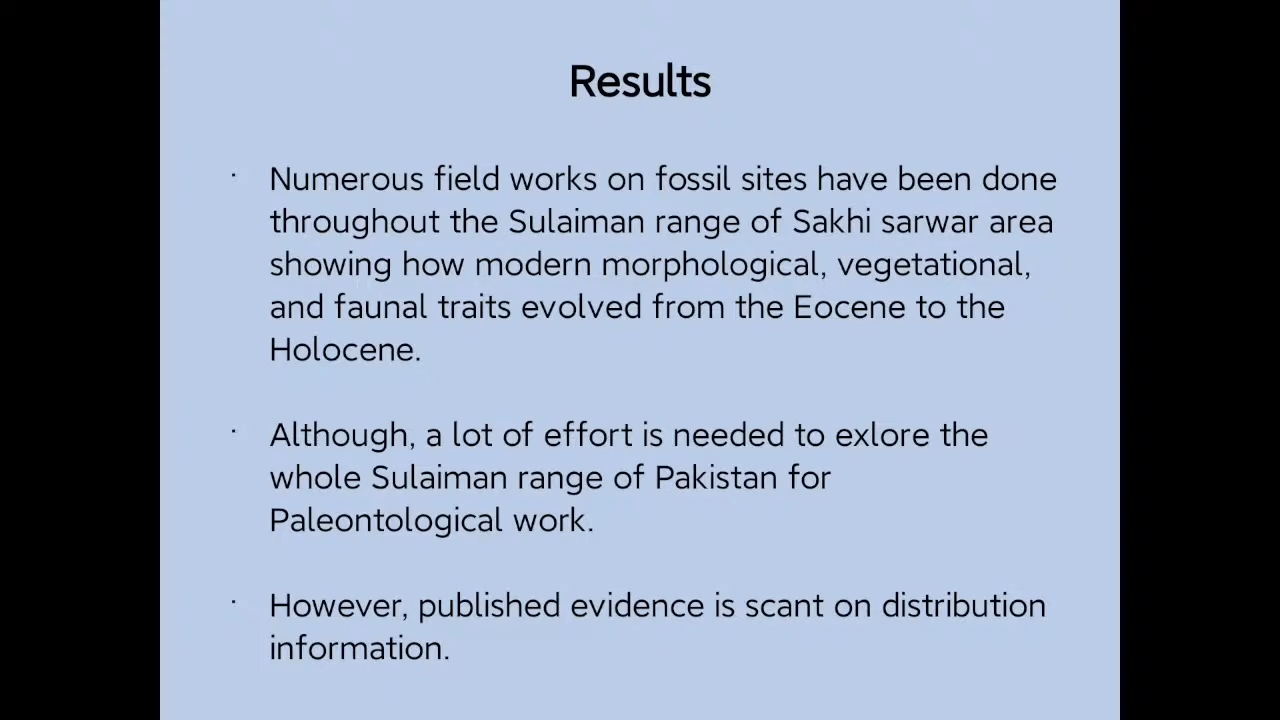 Results
· Numerous field works on fossil sites have been done
throughout the Sulaiman range of Sakhi sarwar area
showing how modern morphological, vegetational,
and faunal traits evolved from the Eocene to the
Holocene.
· Although, a lot of effort is needed to exlore the
whole Sulaiman range of Pakistan for
Paleontological work.
· However, published evidence is scant on distribution
information.